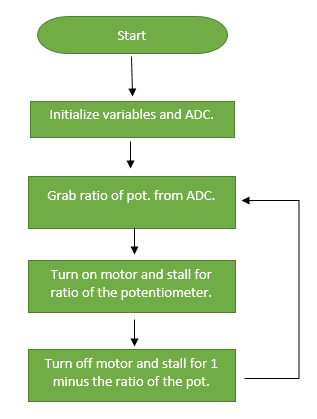 Start
Initialize variables and ADC.
Grab ratio of pot. from ADC.
Turn on motor and stall for
ratio of the potentiometer.
Turn off motor and stall for 1
minus the ratio of the pot.